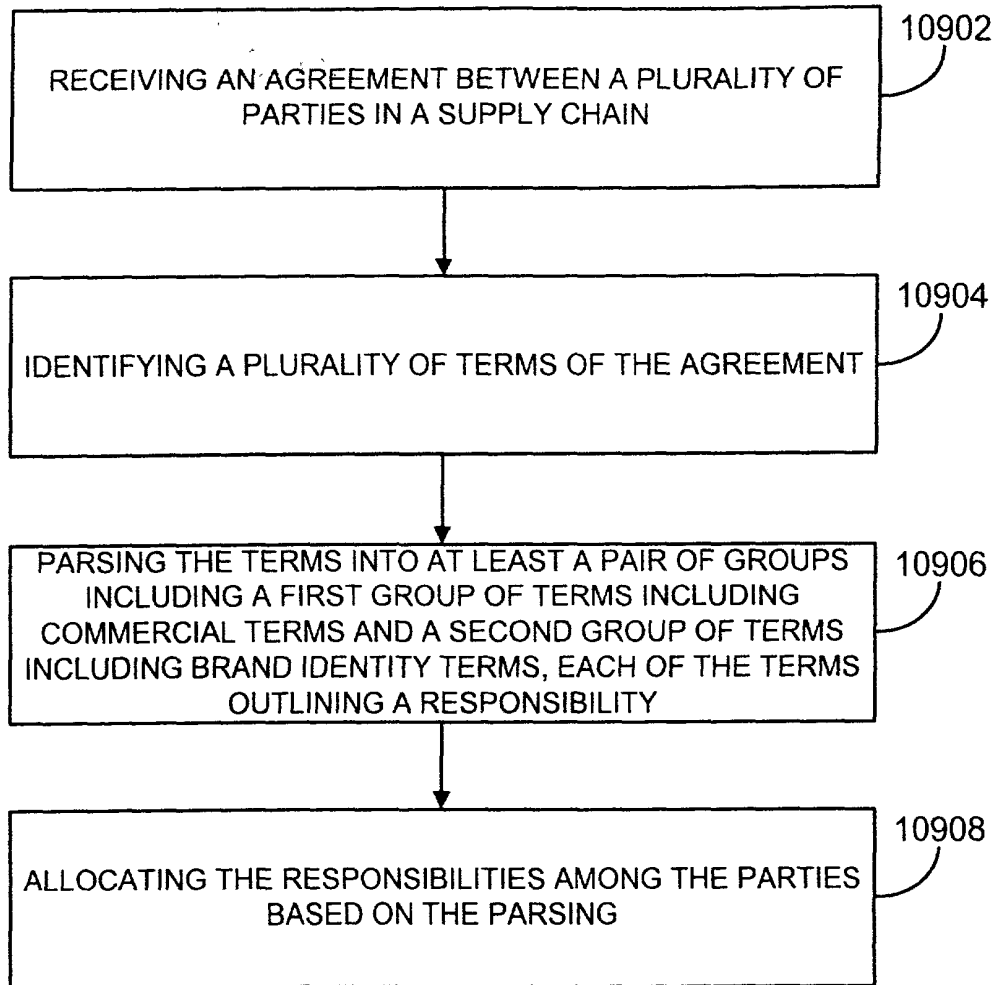 10902
RECEIVING AN AGREEMENT BETWEEN A PLURALITY OF
PARTIES IN A SUPPLY CHAIN
10904
IDENTIFYING A PLURALITY OF TERMS OF THE AGREEMENT
10906
PARSING THE TERMS INTO AT LEAST A PAIR OF GROUPS
INCLUDING A FIRST GROUP OF TERMS INCLUDING
COMMERCIAL TERMS AND A SECOND GROUP OF TERMS
INCLUDING BRAND IDENTITY TERMS, EACH OF THE TERMS
OUTLINING A RESPONSIBILITY
10908
ALLOCATING THE RESPONSIBILITIES AMONG THE PARTIES
BASED ON THE PARSING